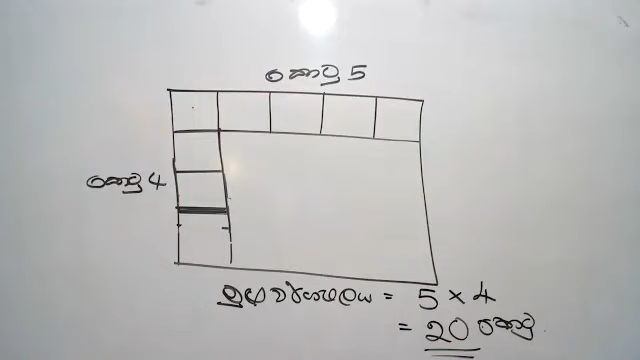 කොටු 5
කොටු 4
මුළු වර්ගඵලය = 5 × 4
= 20 කොටු